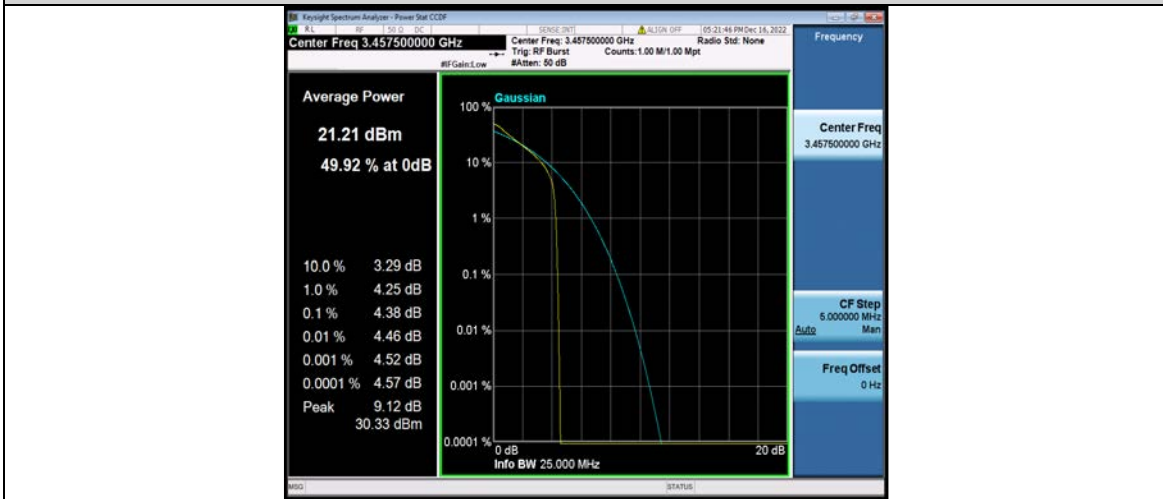 Keysight Spectrum Analyzer - Power Stat CCDF
RL RF 50 Ω DC SENSE:INT ALIGN OFF 05:21:46 PM Dec 16, 2022
Center Freq 3.457500000 GHz
Center Freq: 3.457500000 GHz Radio Std: None
Trig: RF Burst Counts:1.00 M/1.00 Mpt
#IFGain:Low #Atten: 50 dB
Frequency
Average Power
21.21 dBm
49.92 % at 0dB
10.0 % 3.29 dB
1.0 % 4.25 dB
0.1 % 4.38 dB
0.01 % 4.46 dB
0.001 % 4.52 dB
0.0001 % 4.57 dB
Peak 9.12 dB
30.33 dBm
Gaussian
100 %
10 %
1 %
0.1 %
0.01 %
0.001 %
0.0001 %
0 dB 20 dB
Info BW 25.000 MHz
Center Freq
3.457500000 GHz
CF Step
5.000000 MHz
Auto Man
Freq Offset
0 Hz
MSG STATUS